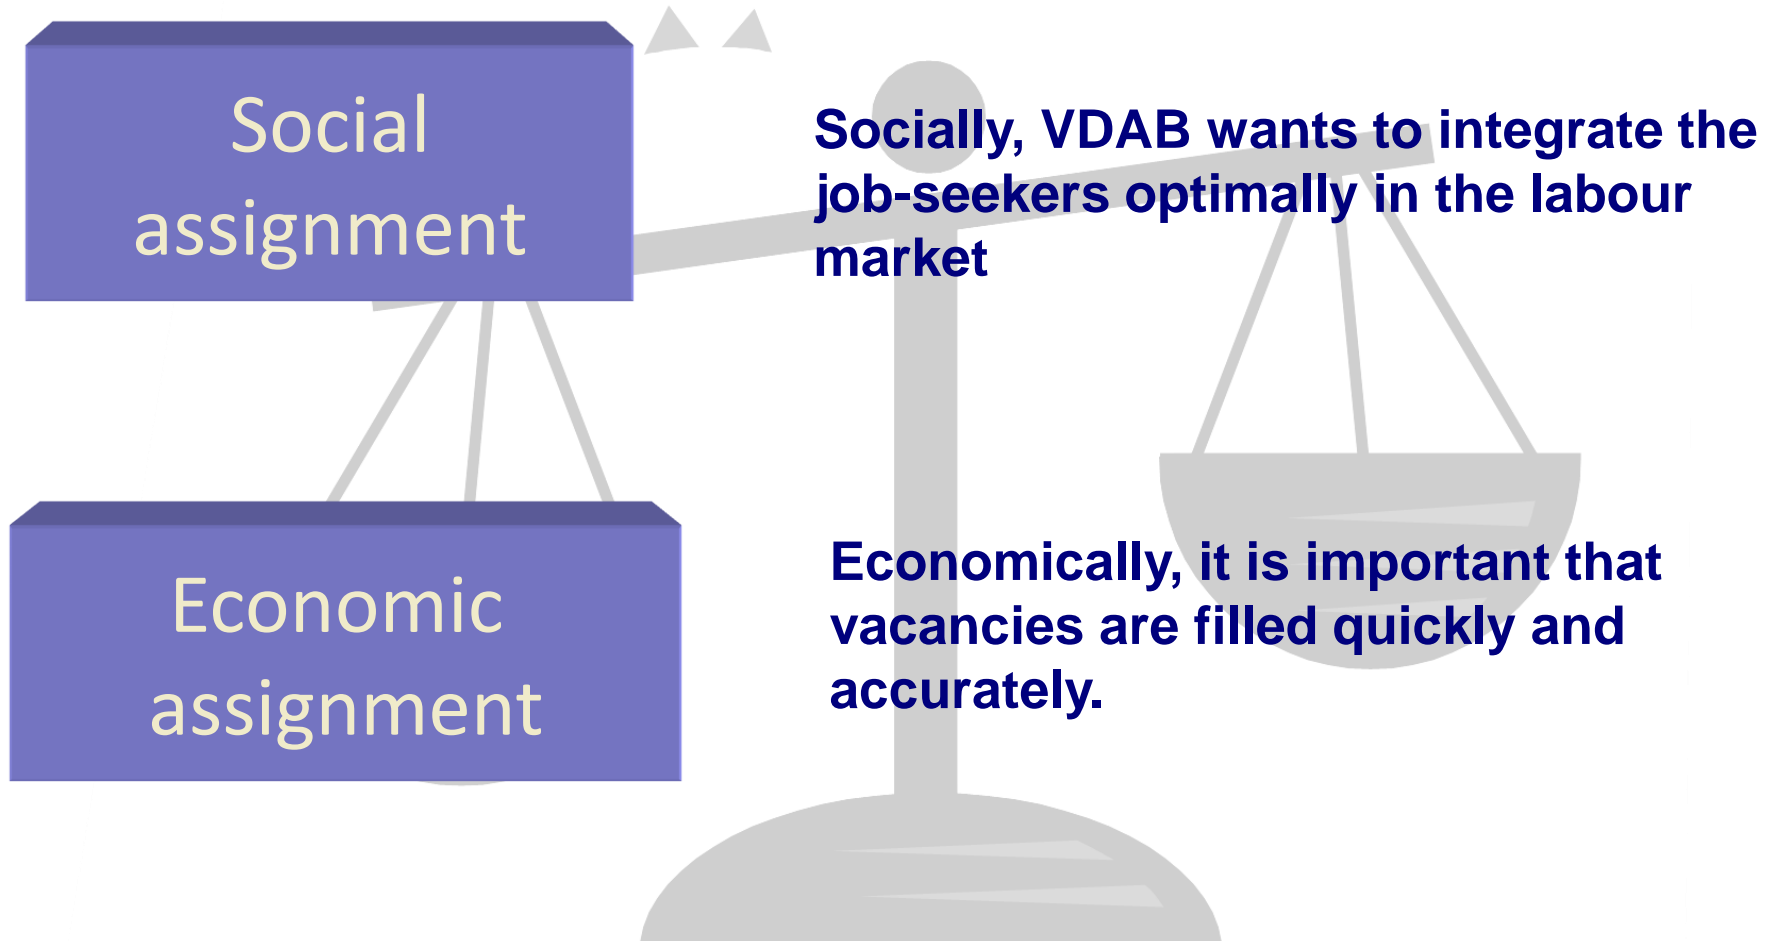 Social
assignment
Socially, VDAB wants to integrate the
job-seekers optimally in the labour
market
Economic
assignment
Economically, it is important that
vacancies are filled quickly and
accurately.